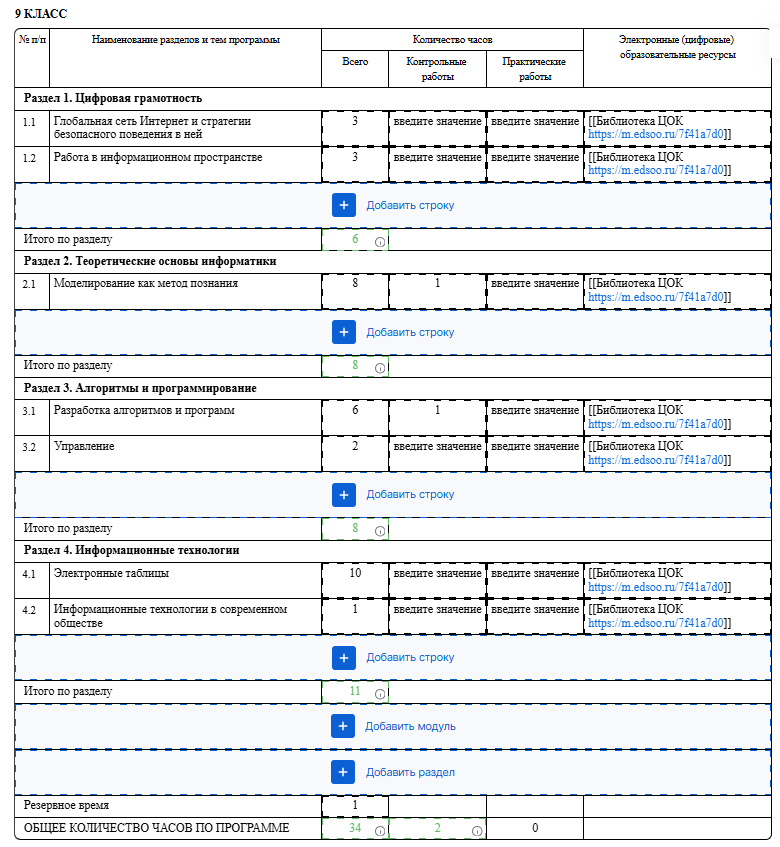 9 КЛАСС
№ п/п Наименование разделов и тем программы Количество часов Электронные (цифровые)
образовательные ресурсы
Всего Контрольные Практические
работы работы
Раздел 1. Цифровая грамотность
1.1 Глобальная сеть Интернет и стратегии 3 введите значение введите значение [[Библиотека ЦОК
безопасного поведения в ней https://m.edsoo.ru/7f41a7d0]]
1.2 Работа в информационном пространстве 3 введите значение введите значение [[Библиотека ЦОК
https://m.edsoo.ru/7f41a7d0]]
+ Добавить строку
Итого по разделу 6
Раздел 2. Теоретические основы информатики
2.1 Моделирование как метод познания 8 1 введите значение [[Библиотека ЦОК
https://m.edsoo.ru/7f41a7d0]]
+ Добавить строку
Итого по разделу 8
Раздел 3. Алгоритмы и программирование
3.1 Разработка алгоритмов и программ 6 1 введите значение [[Библиотека ЦОК
https://m.edsoo.ru/7f41a7d0]]
3.2 Управление 2 введите значение введите значение [[Библиотека ЦОК
https://m.edsoo.ru/7f41a7d0]]
+ Добавить строку
Итого по разделу 8
Раздел 4. Информационные технологии
4.1 Электронные таблицы 10 введите значение введите значение [[Библиотека ЦОК
https://m.edsoo.ru/7f41a7d0]]
4.2 Информационные технологии в современном 1 введите значение введите значение [[Библиотека ЦОК
обществе https://m.edsoo.ru/7f41a7d0]]
+ Добавить строку
Итого по разделу 11
+ Добавить модуль
+ Добавить раздел
Резервное время 1
ОБЩЕЕ КОЛИЧЕСТВО ЧАСОВ ПО ПРОГРАММЕ 34 2 0